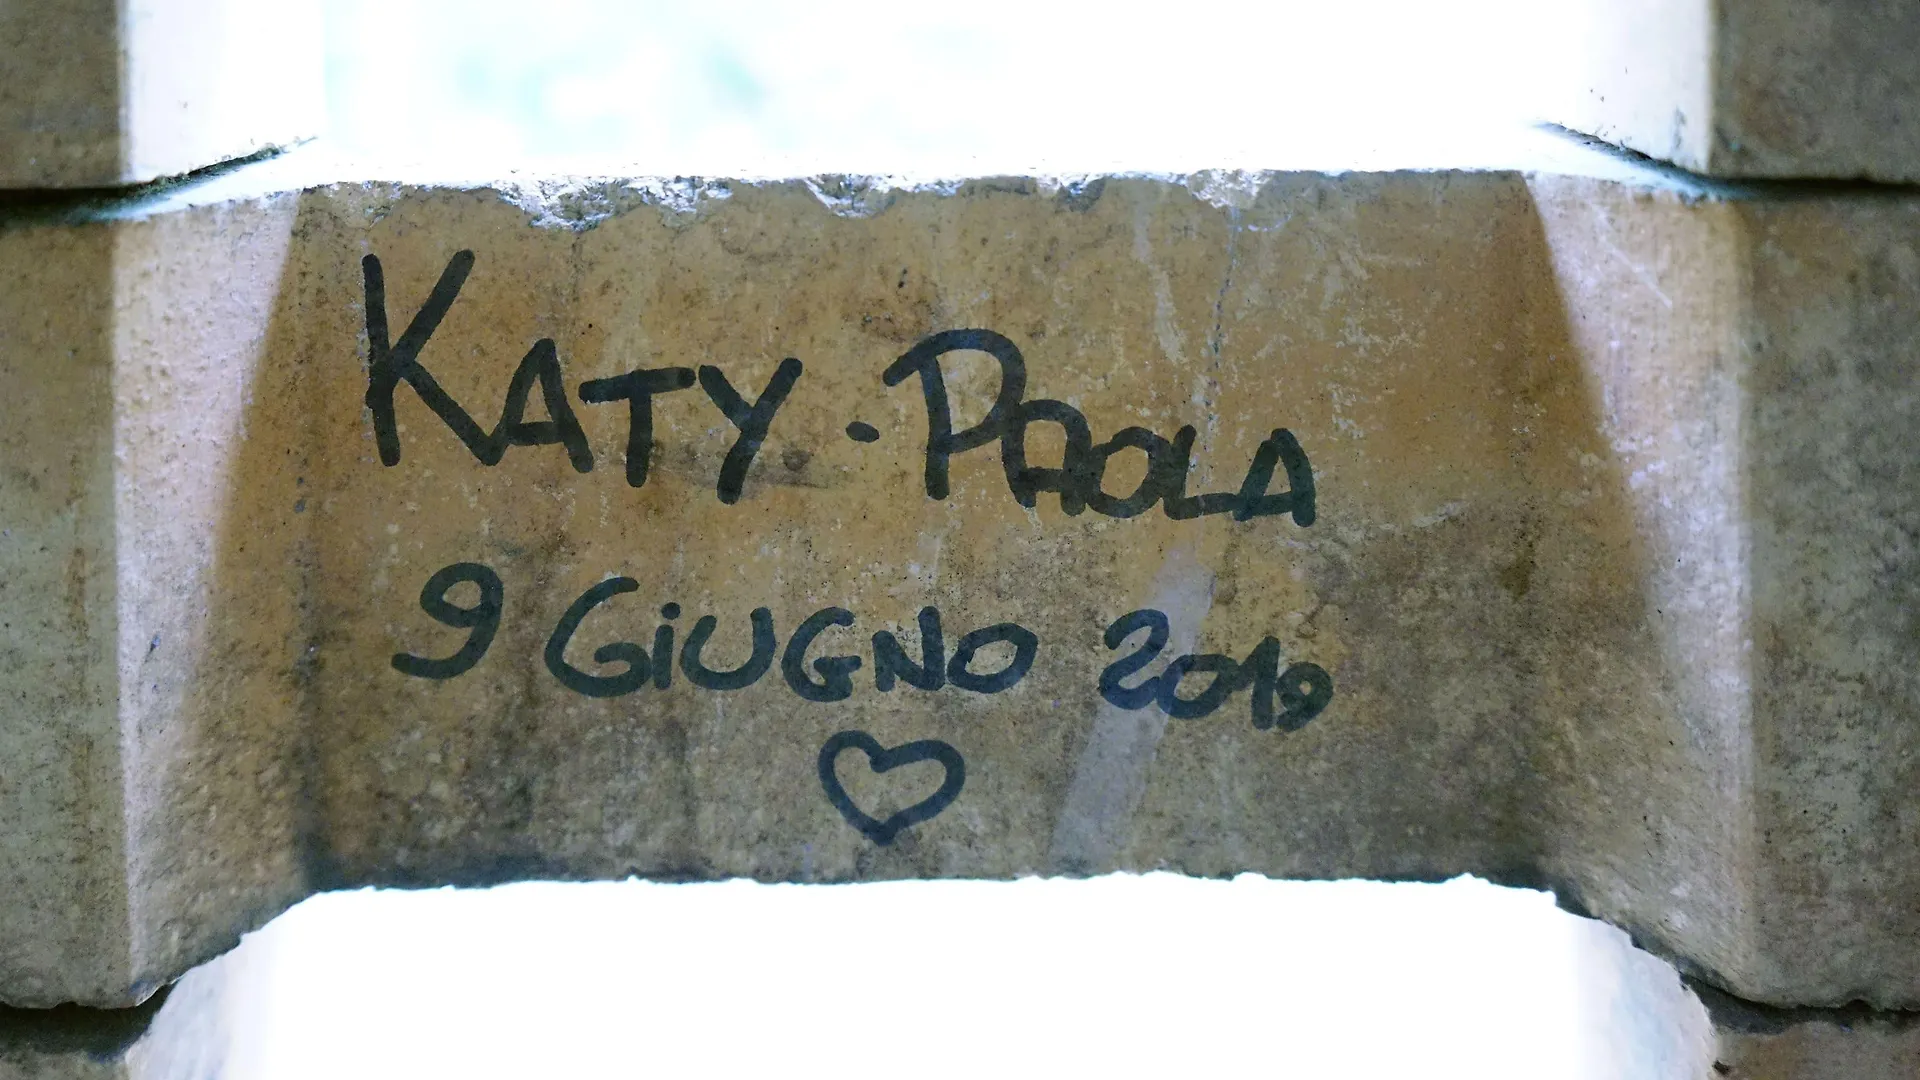 KATY · PAOLA
9 GIUGNO 2019